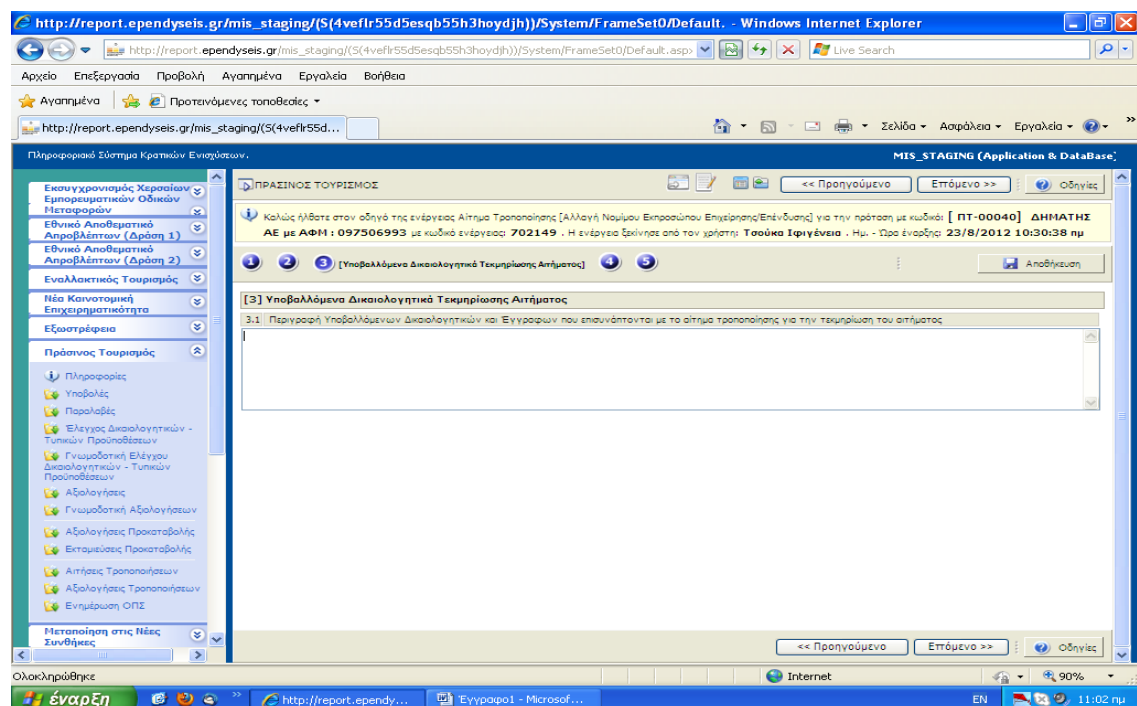 http://report.ependyseis.gr/mis_staging/(S(4veflr55d5esqb55h3hoydjh))/System/FrameSet0/Default. - Windows Internet Explorer
http://report.ependyseis.gr/mis_staging/(S(4veflr55d5esqb55h3hoydjh))/System/FrameSet0/Default.asp
Live Search
Αρχείο Επεξεργασία Προβολή Αγαπημένα Εργαλεία Βοήθεια
Αγαπημένα Προτεινόμενες τοποθεσίες
http://report.ependyseis.gr/mis_st aging/(S(4veflr55d...
Σελίδα Ασφάλεια Εργαλεία »
Πληροφοριακό Σύστημα Κρατικών Ενισχύσεων.
MIS_STAGING (Application & DataBase)
Εκσυγχρονισμός Χερσαίων
Εμπορευματικών Οδικών
Μεταφορών
Εθνικό Αποθεματικό
Απροβλέπτων (Δράση 1)
Εθνικό Αποθεματικό
Απροβλέπτων (Δράση 2)
Εναλλακτικός Τουρισμός
Νέα Καινοτομική
Επιχειρηματικότητα
Εξωστρέφεια
Πράσινος Τουρισμός
Πληροφορίες
Υποβολές
Παραλαβές
Έλεγχος Δικαιολογητικών -
Τυπικών Προϋποθέσεων
Γνωμοδοτική Ελέγχου
Δικαιολογητικών - Τυπικών
Προϋποθέσεων
Αξιολογήσεις
Γνωμοδοτική Αξιολογήσεων
Αξιολογήσεις Προκαταβολής
Εκταμιεύσεις Προκαταβολής
Αιτήσεις Τροποποιήσεων
Αξιολογήσεις Τροποποιήσεων
Ενημέρωση ΟΠΣ
Μεταποίηση στις Νέες
Συνθήκες
ΠΡΑΣΙΝΟΣ ΤΟΥΡΙΣΜΟΣ
<< Προηγούμενο Επόμενο >> Οδηγίες
Καλώς ήλθατε στον οδηγό της ενέργειας Αίτημα Τροποποίησης [Αλλαγή Νομίμου Εκπροσώπου Επιχείρησης/Επένδυσης] για την πρόταση με κωδικό: [ ΠΤ-00040] ΔΗΜΑΤΗΣ
ΑΕ με ΑΦΜ : 097506993 με κωδικό ενέργειας: 702149 . Η ενέργεια ξεκίνησε από τον χρήστη: Τσούκα Ιφιγένεια . Ημ. - Ώρα έναρξης: 23/8/2012 10:30:38 πμ
1 2 3 [Υποβαλλόμενα Δικαιολογητικά Τεκμηρίωσης Αιτήματος] 4 5
Αποθήκευση
[3] Υποβαλλόμενα Δικαιολογητικά Τεκμηρίωσης Αιτήματος
3.1 Περιγραφή Υποβαλλόμενων Δικαιολογητικών και Έγγραφων που επισυνάπτονται με το αίτημα τροποποίησης για την τεκμηρίωση του αιτήματος
<< Προηγούμενο Επόμενο >> Οδηγίες
Ολοκληρώθηκε
Internet
90%
έναρξη
»
http://report.ependy...
Έγγραφο1 - Microsof...
EN
11:02 πμ